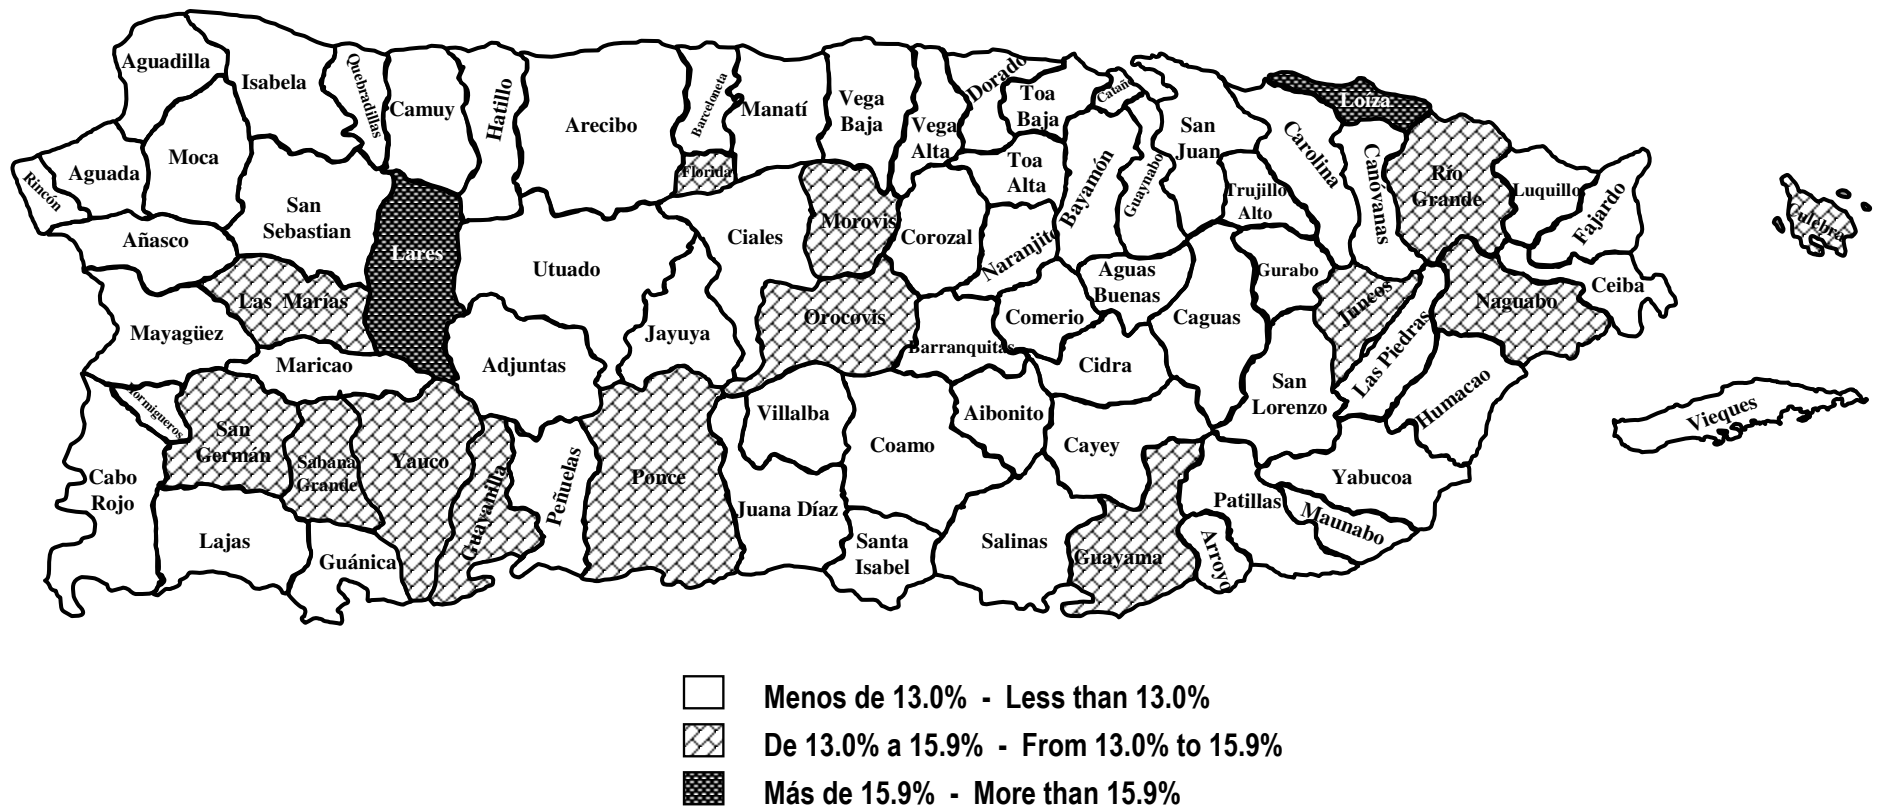 Aguadilla
Isabela
Quebradillas
Camuy
Hatillo
Arecibo
Barceloneta
Manatí
Vega
Baja
Vega
Alta
Dorado
Toa
Baja
Cataño
San
Juan
Loíza
Carolina
Canóvanas
Río
Grande
Luquillo
Fajardo
Culebra
Rincón
Aguada
Moca
San
Sebastian
Florida
Morovis
Corozal
Toa
Alta
Naranjito
Bayamón
Guaynabo
Trujillo
Alto
Añasco
Lares
Utuado
Ciales
Las Marías
Mayagüez
Maricao
Adjuntas
Jayuya
Orocovis
Barranquitas
Comerio
Aguas
Buenas
Cidra
Caguas
Gurabo
Juncos
Las Piedras
Naguabo
Ceiba
San
Lorenzo
Humacao
Vieques
Hormigueros
San
Germán
Sabana
Grande
Yauco
Guayanilla
Peñuelas
Ponce
Villalba
Coamo
Aibonito
Cayey
Cabo
Rojo
Lajas
Guánica
Juana Díaz
Santa
Isabel
Salinas
Guayama
Arroyo
Patillas
Maunabo
Yabucoa
Menos de 13.0% - Less than 13.0%
De 13.0% a 15.9% - From 13.0% to 15.9%
Más de 15.9% - More than 15.9%